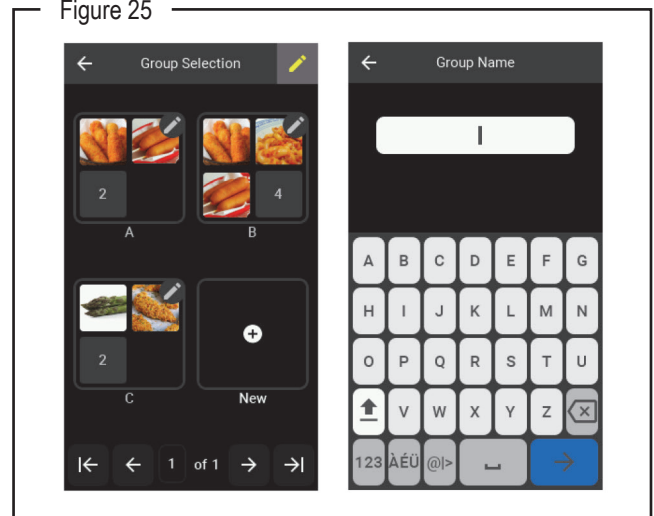 Figure 25
Group Selection
2
4
A
B
2
C
New
1 of 1
Group Name
A B C D E F G
H I J K L M N
O P Q R S T U
V W X Y Z
123 ÀÉÜ @|>